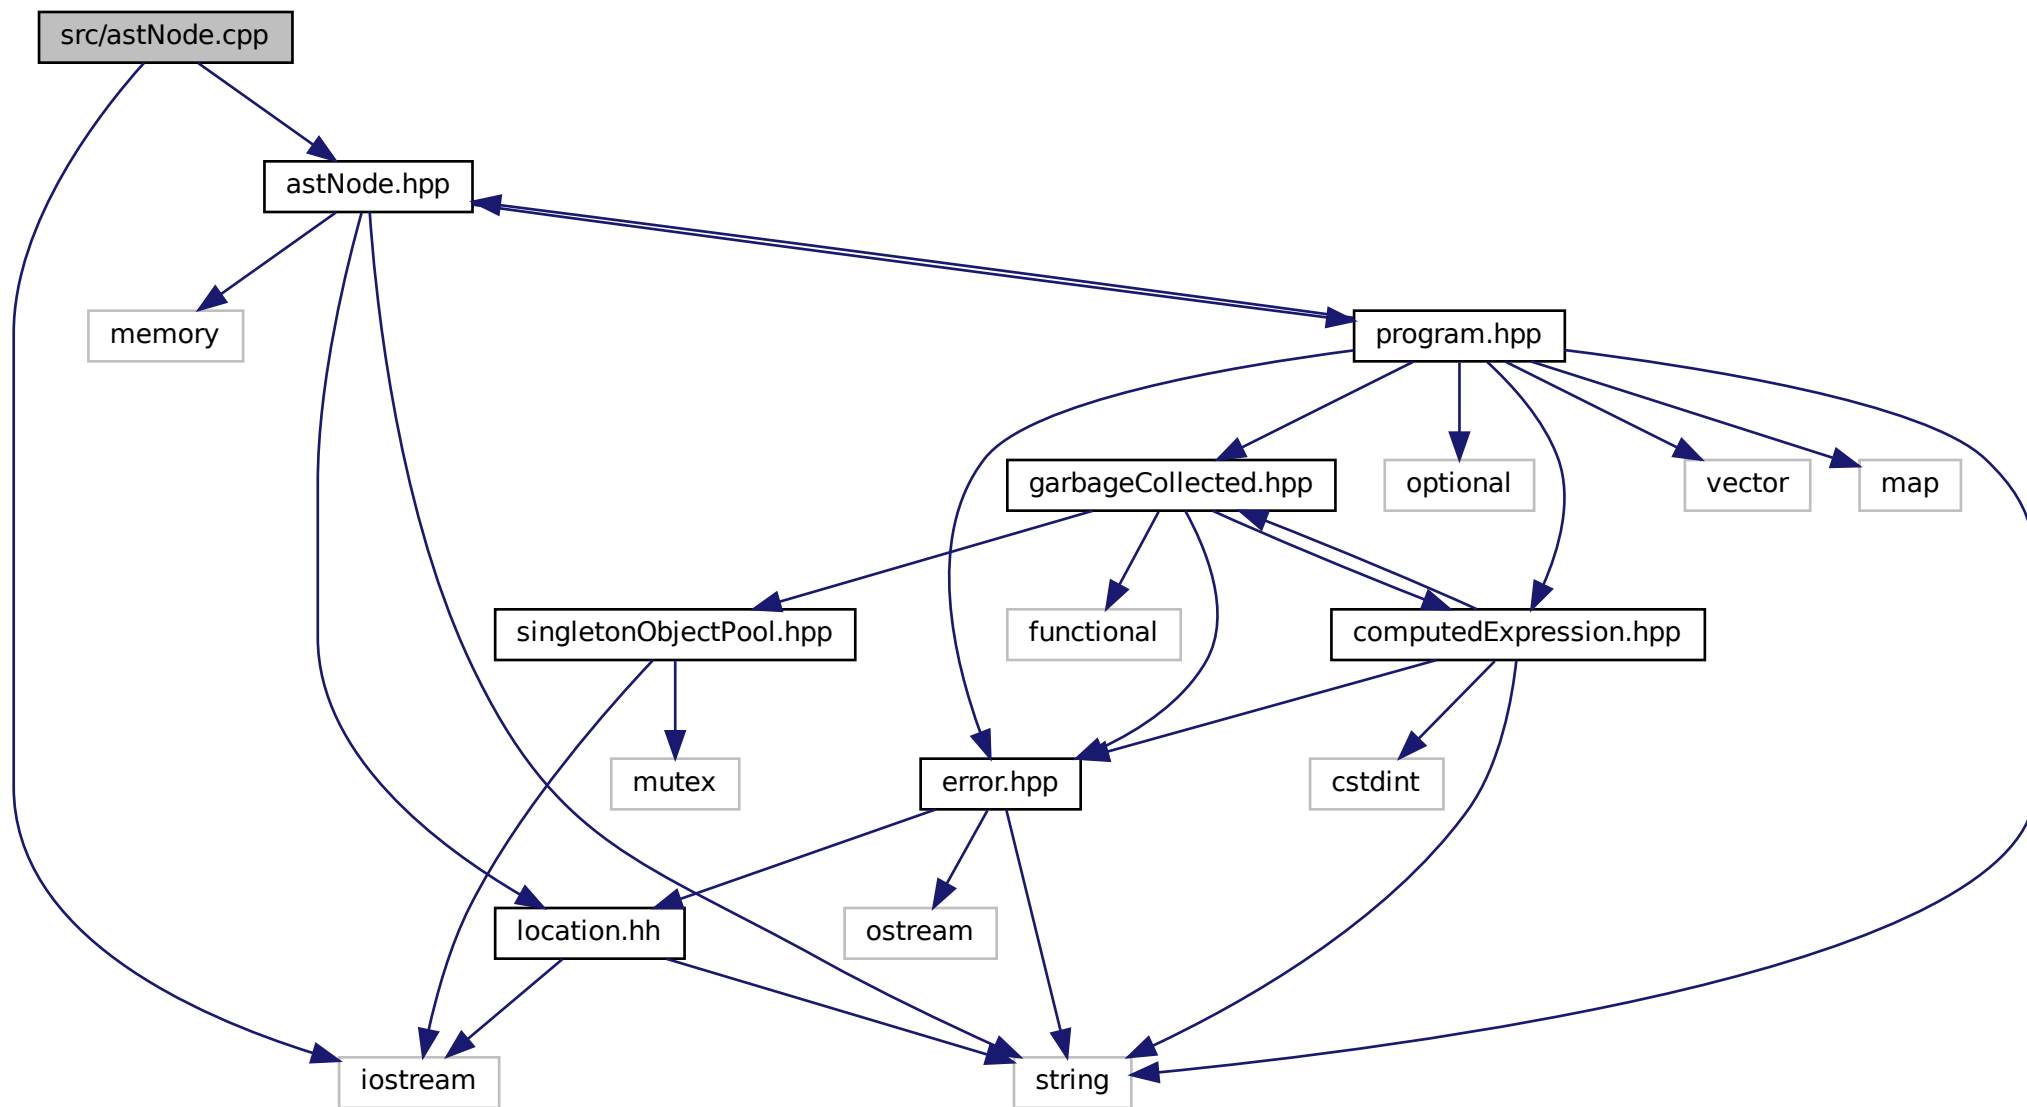 src/astNode.cpp
astNode.hpp
memory
program.hpp
garbageCollected.hpp
optional
vector
map
singletonObjectPool.hpp
functional
computedExpression.hpp
mutex
error.hpp
cstdint
location.hh
ostream
iostream
string